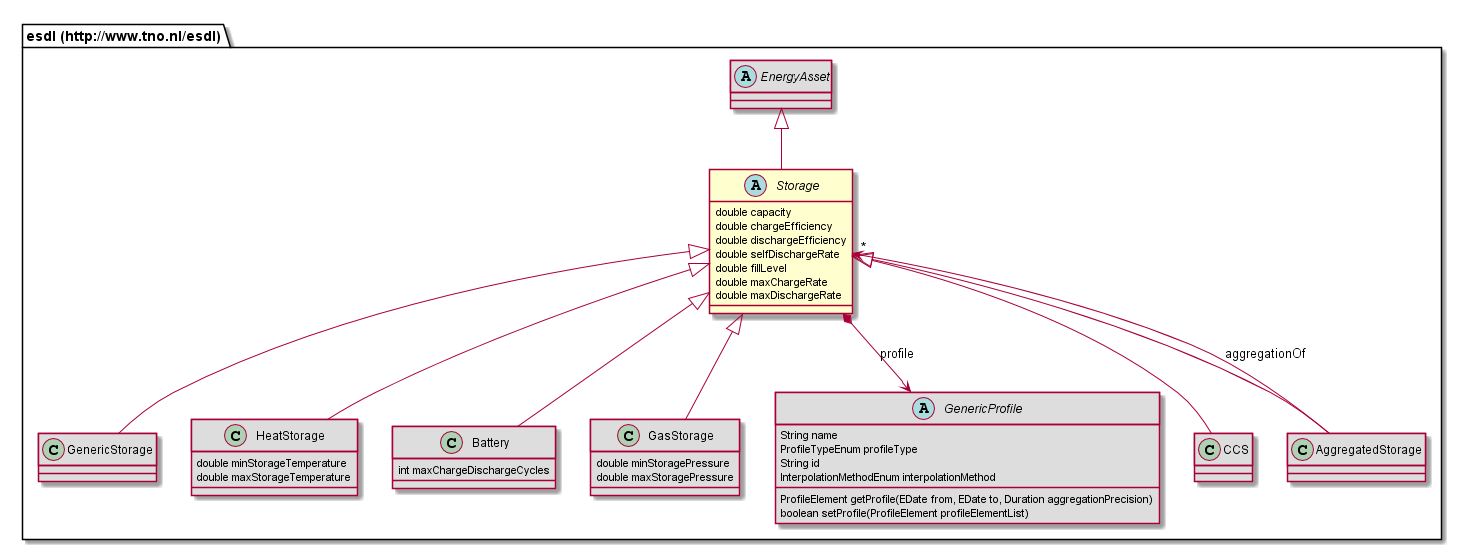 esdl (http://www.tno.nl/esdl)
A EnergyAsset
A Storage
double capacity
double chargeEfficiency
double dischargeEfficiency
double selfDischargeRate
double fillLevel
double maxChargeRate
double maxDischargeRate
*
profile
aggregationOf
C GenericStorage
C HeatStorage
double minStorageTemperature
double maxStorageTemperature
C Battery
int maxChargeDischargeCycles
C GasStorage
double minStoragePressure
double maxStoragePressure
A GenericProfile
String name
ProfileTypeEnum profileType
String id
InterpolationMethodEnum interpolationMethod
ProfileElement getProfile(EDate from, EDate to, Duration aggregationPrecision)
boolean setProfile(ProfileElement profileElementList)
C CCS
C AggregatedStorage